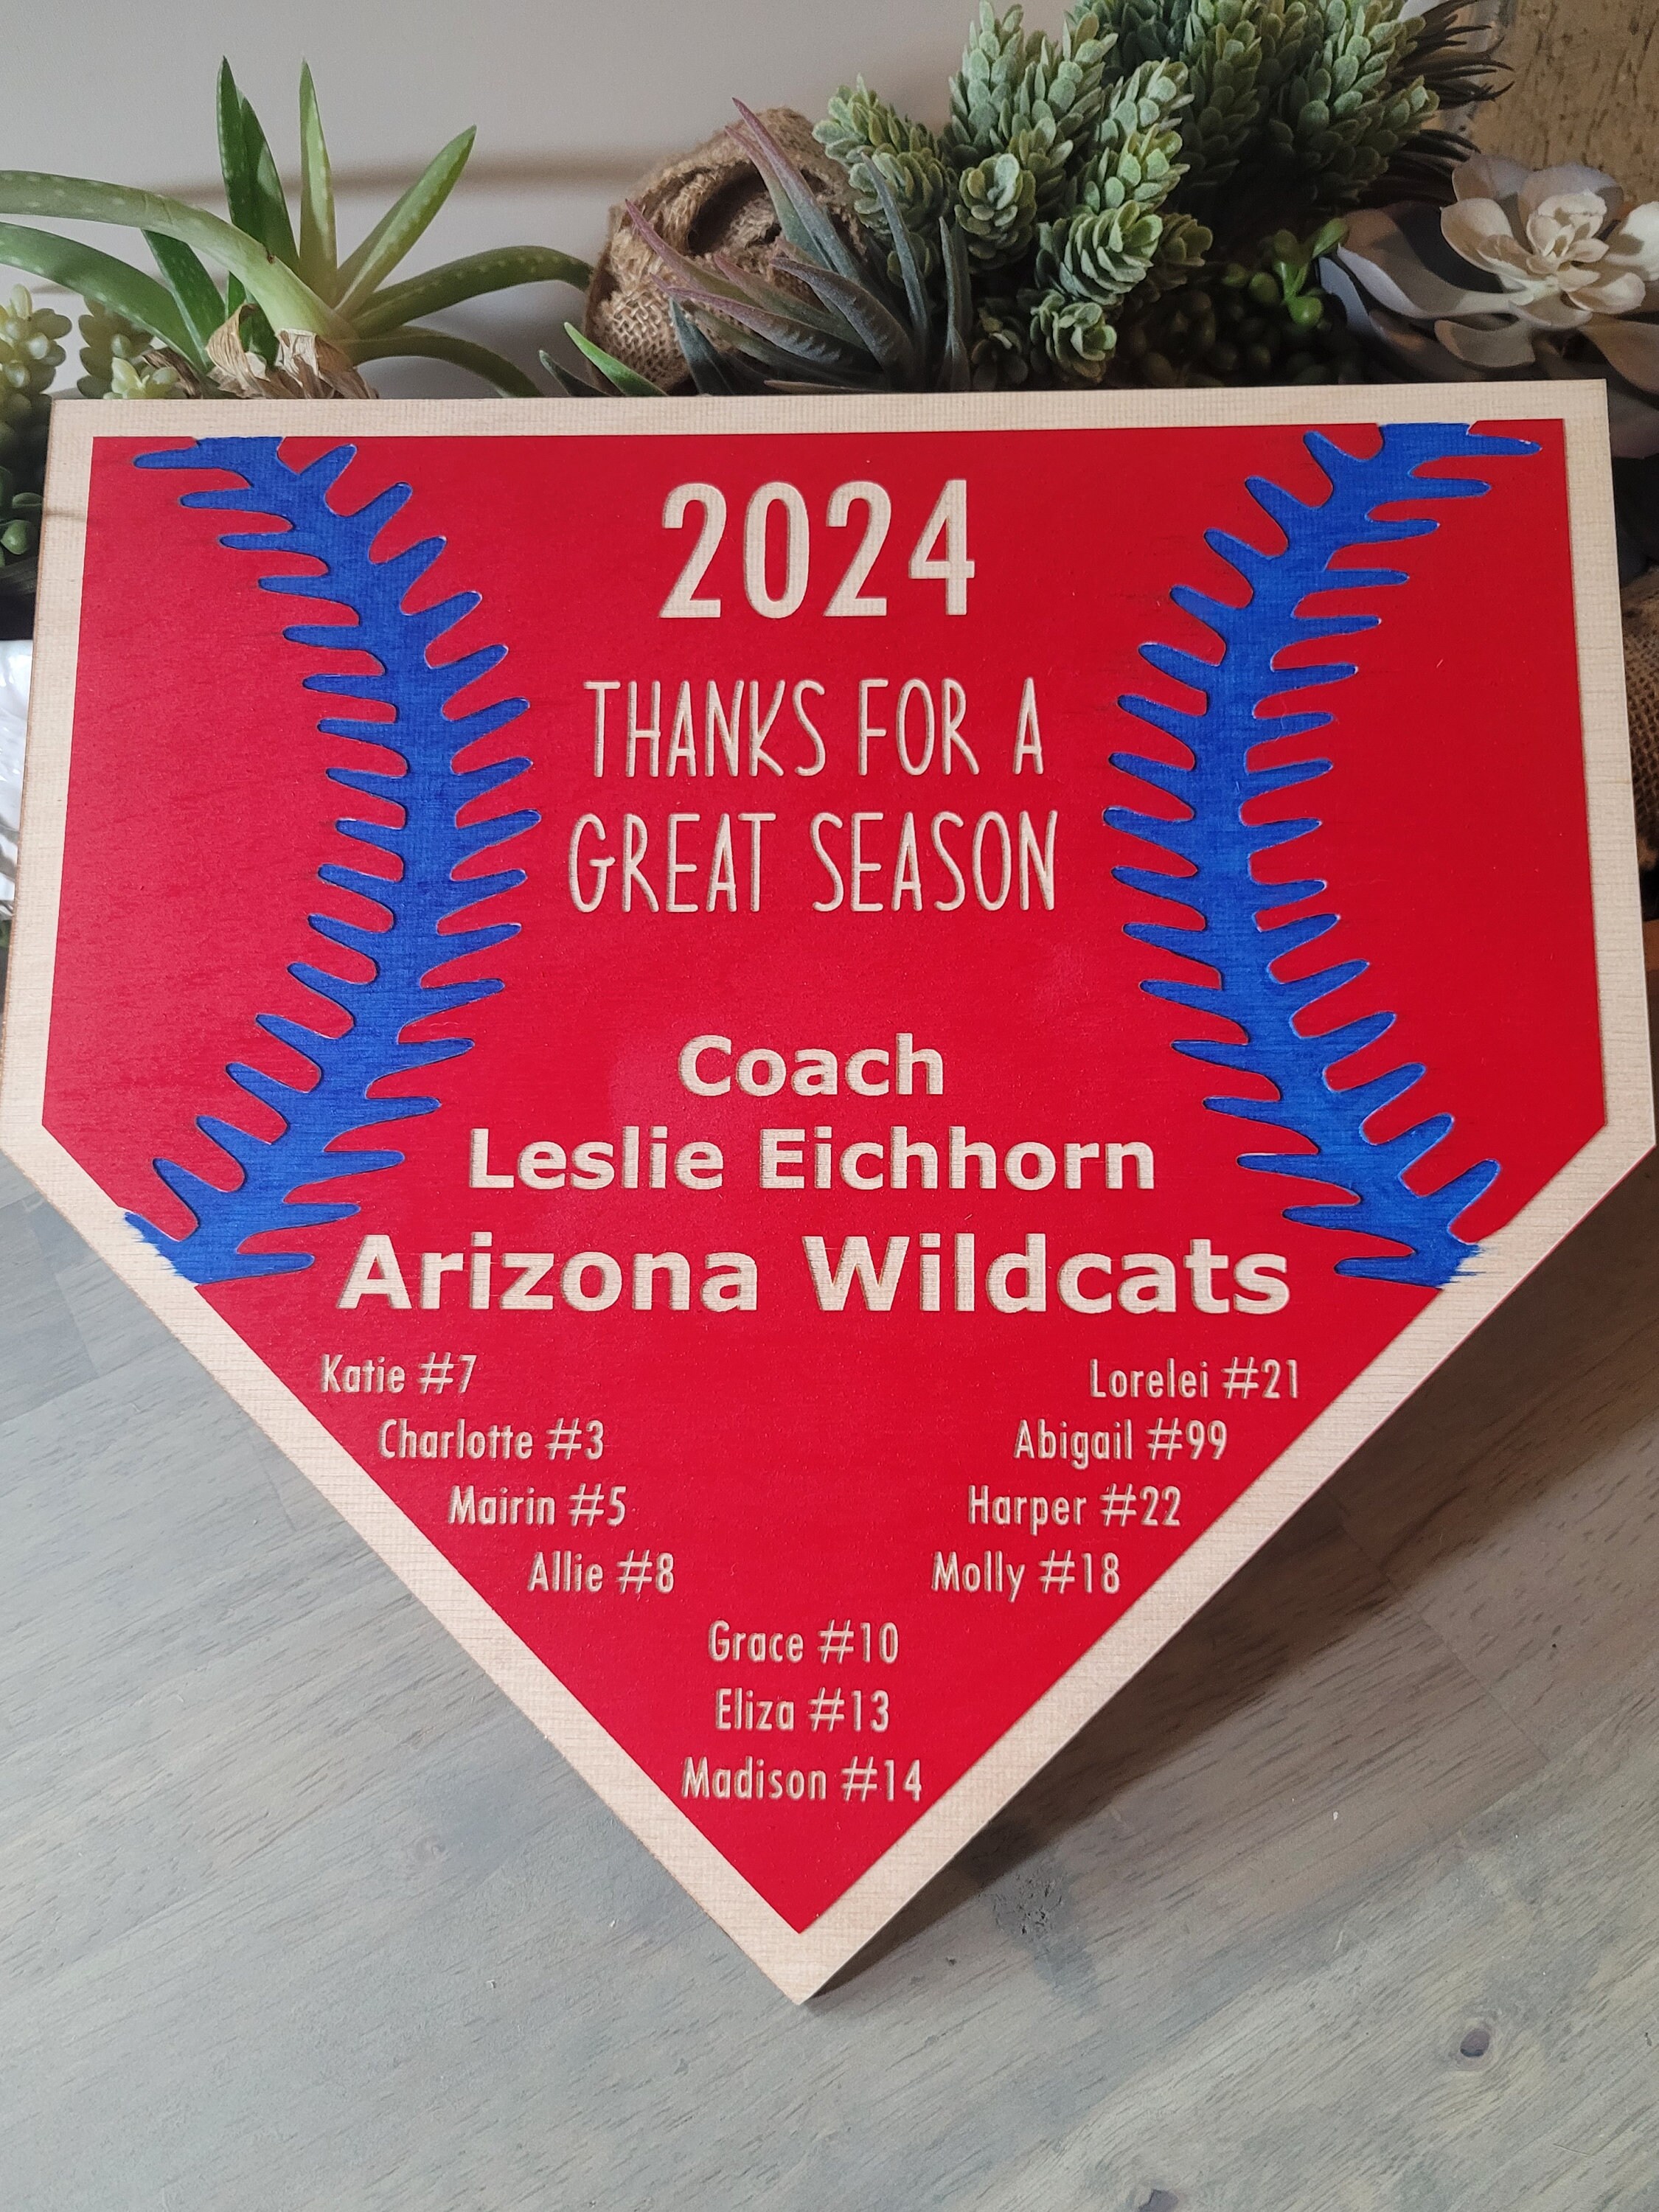 2024
THANKS FOR A
GREAT SEASON
Coach
Leslie Eichhorn
Arizona Wildcats
Katie #7
Charlotte #3
Mairin #5
Allie #8
Lorelei #21
Abigail #99
Harper #22
Molly #18
Grace #10
Eliza #13
Madison #14